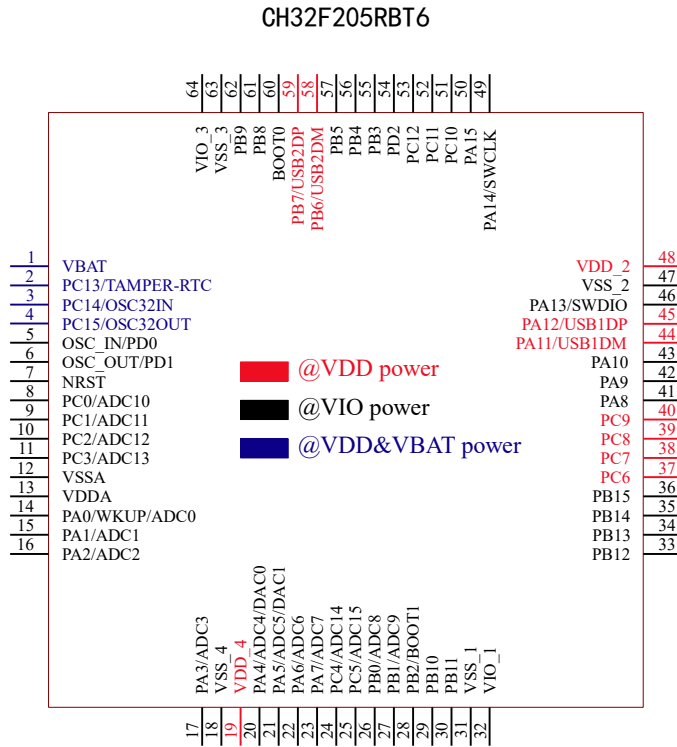 CH32F205RBT6
64
63
62
61
60
59
58
57
56
55
54
53
52
51
50
49
VIO_3
VSS_3
PB9
PB8
BOOT0
PB7/USB2DP
PB6/USB2DM
PB5
PB4
PB3
PD2
PC12
PC11
PC10
PA15
PA14/SWCLK
1 VBAT
2 PC13/TAMPER-RTC
3 PC14/OSC32IN
4 PC15/OSC32OUT
5 OSC_IN/PD0
6 OSC_OUT/PD1
7 NRST
8 PC0/ADC10
9 PC1/ADC11
10 PC2/ADC12
11 PC3/ADC13
12 VSSA
13 VDDA
14 PA0/WKUP/ADC0
15 PA1/ADC1
16 PA2/ADC2
@VDD power
@VIO power
@VDD&VBAT power
VDD_2 48
VSS_2 47
PA13/SWDIO 46
PA12/USB1DP 45
PA11/USB1DM 44
PA10 43
PA9 42
PA8 41
PC9 40
PC8 39
PC7 38
PC6 37
PB15 36
PB14 35
PB13 34
PB12 33
PA3/ADC3
VSS_4
VDD_4
PA4/ADC4/DAC0
PA5/ADC5/DAC1
PA6/ADC6
PA7/ADC7
PC4/ADC14
PC5/ADC15
PB0/ADC8
PB1/ADC9
PB2/BOOT1
PB10
PB11
VSS_1
VIO_1
17
18
19
20
21
22
23
24
25
26
27
28
29
30
31
32